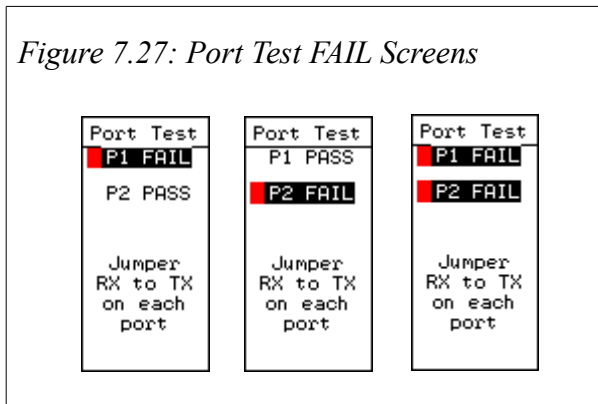 Figure 7.27: Port Test FAIL Screens
Port Test
P1 FAIL
P2 PASS
Jumper
RX to TX
on each
port
Port Test
P1 PASS
P2 FAIL
Jumper
RX to TX
on each
port
Port Test
P1 FAIL
P2 FAIL
Jumper
RX to TX
on each
port